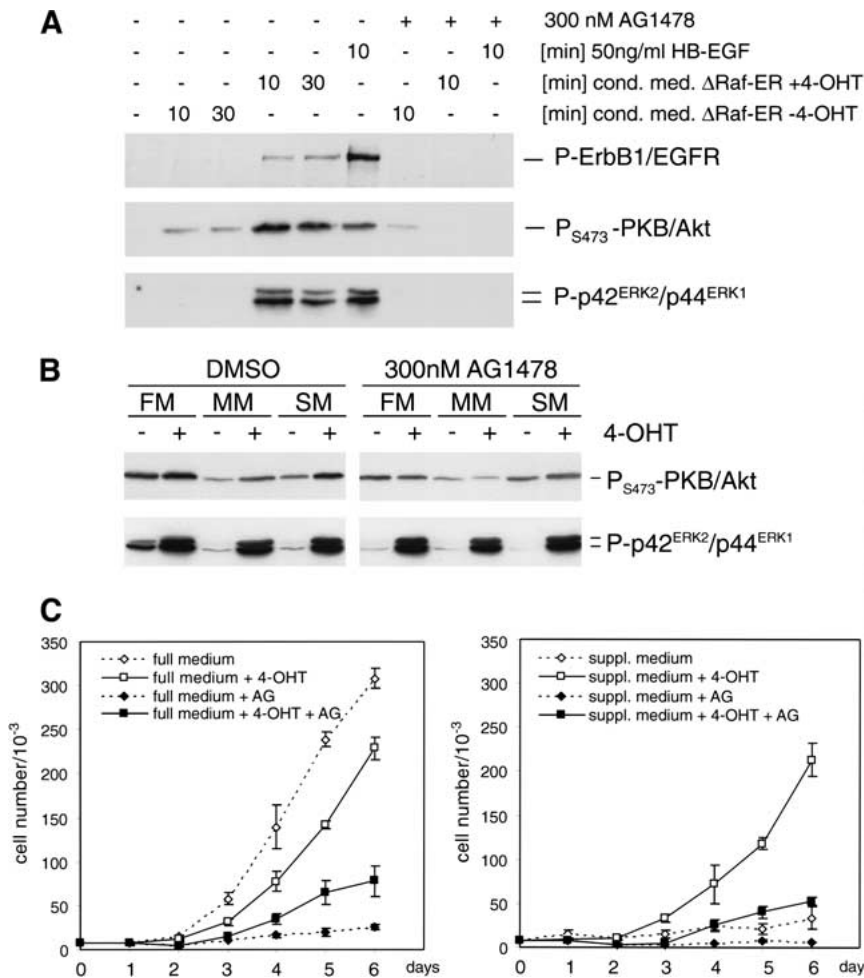 A
- - - - - - + + + 300 nM AG1478
- - - - - 10 - - 10 [min] 50ng/ml HB-EGF
- - - 10 30 - - 10 - [min] cond. med. ΔRaf-ER +4-OHT
- 10 30 - - - 10 - - [min] cond. med. ΔRaf-ER -4-OHT
P-ErbB1/EGFR
PS473-PKB/Akt
P-p42ERK2/p44ERK1
B
DMSO 300nM AG1478
FM MM SM FM MM SM
- + - + - + - + - + - + 4-OHT
PS473-PKB/Akt
P-p42ERK2/p44ERK1
C
cell number/10-3
350
300
250
200
150
100
50
0
full medium
full medium + 4-OHT
full medium + AG
full medium + 4-OHT + AG
0 1 2 3 4 5 6 days
cell number/10-3
350
300
250
200
150
100
50
0
suppl. medium
suppl. medium + 4-OHT
suppl. medium + AG
suppl. medium + 4-OHT + AG
0 1 2 3 4 5 6 days